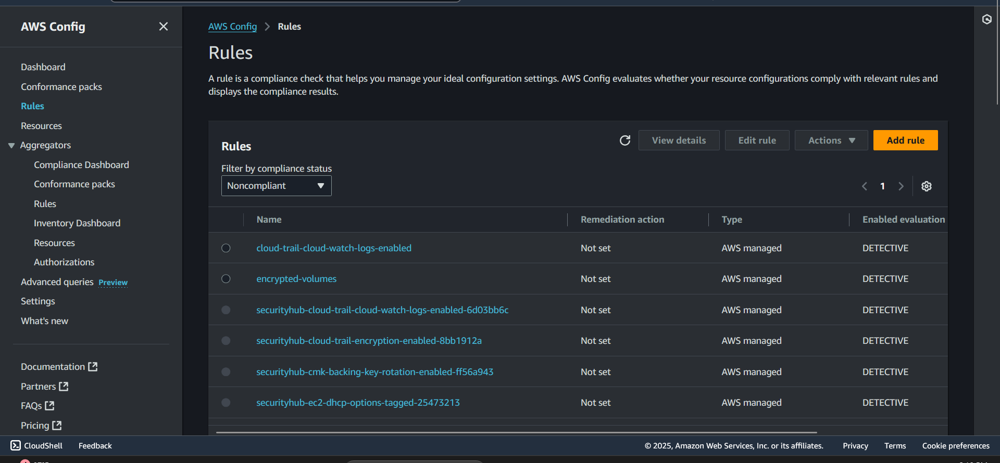 AWS Config
Dashboard
Conformance packs
Rules
Resources
Aggregators
Compliance Dashboard
Conformance packs
Rules
Inventory Dashboard
Resources
Authorizations
Advanced queries Preview
Settings
What's new
Documentation
Partners
FAQs
Pricing
AWS Config > Rules
Rules
A rule is a compliance check that helps you manage your ideal configuration settings. AWS Config evaluates whether your resource configurations comply with relevant rules and
displays the compliance results.
Rules
View details Edit rule Actions Add rule
Filter by compliance status
Noncompliant
1
Name Remediation action Type Enabled evaluation
cloud-trail-cloud-watch-logs-enabled Not set AWS managed DETECTIVE
encrypted-volumes Not set AWS managed DETECTIVE
securityhub-cloud-trail-cloud-watch-logs-enabled-6d03bb6c Not set AWS managed DETECTIVE
securityhub-cloud-trail-encryption-enabled-8bb1912a Not set AWS managed DETECTIVE
securityhub-cmk-backing-key-rotation-enabled-ff56a943 Not set AWS managed DETECTIVE
securityhub-ec2-dhcp-options-tagged-25473213 Not set AWS managed DETECTIVE
CloudShell Feedback © 2025, Amazon Web Services, Inc. or its affiliates. Privacy Terms Cookie preferences